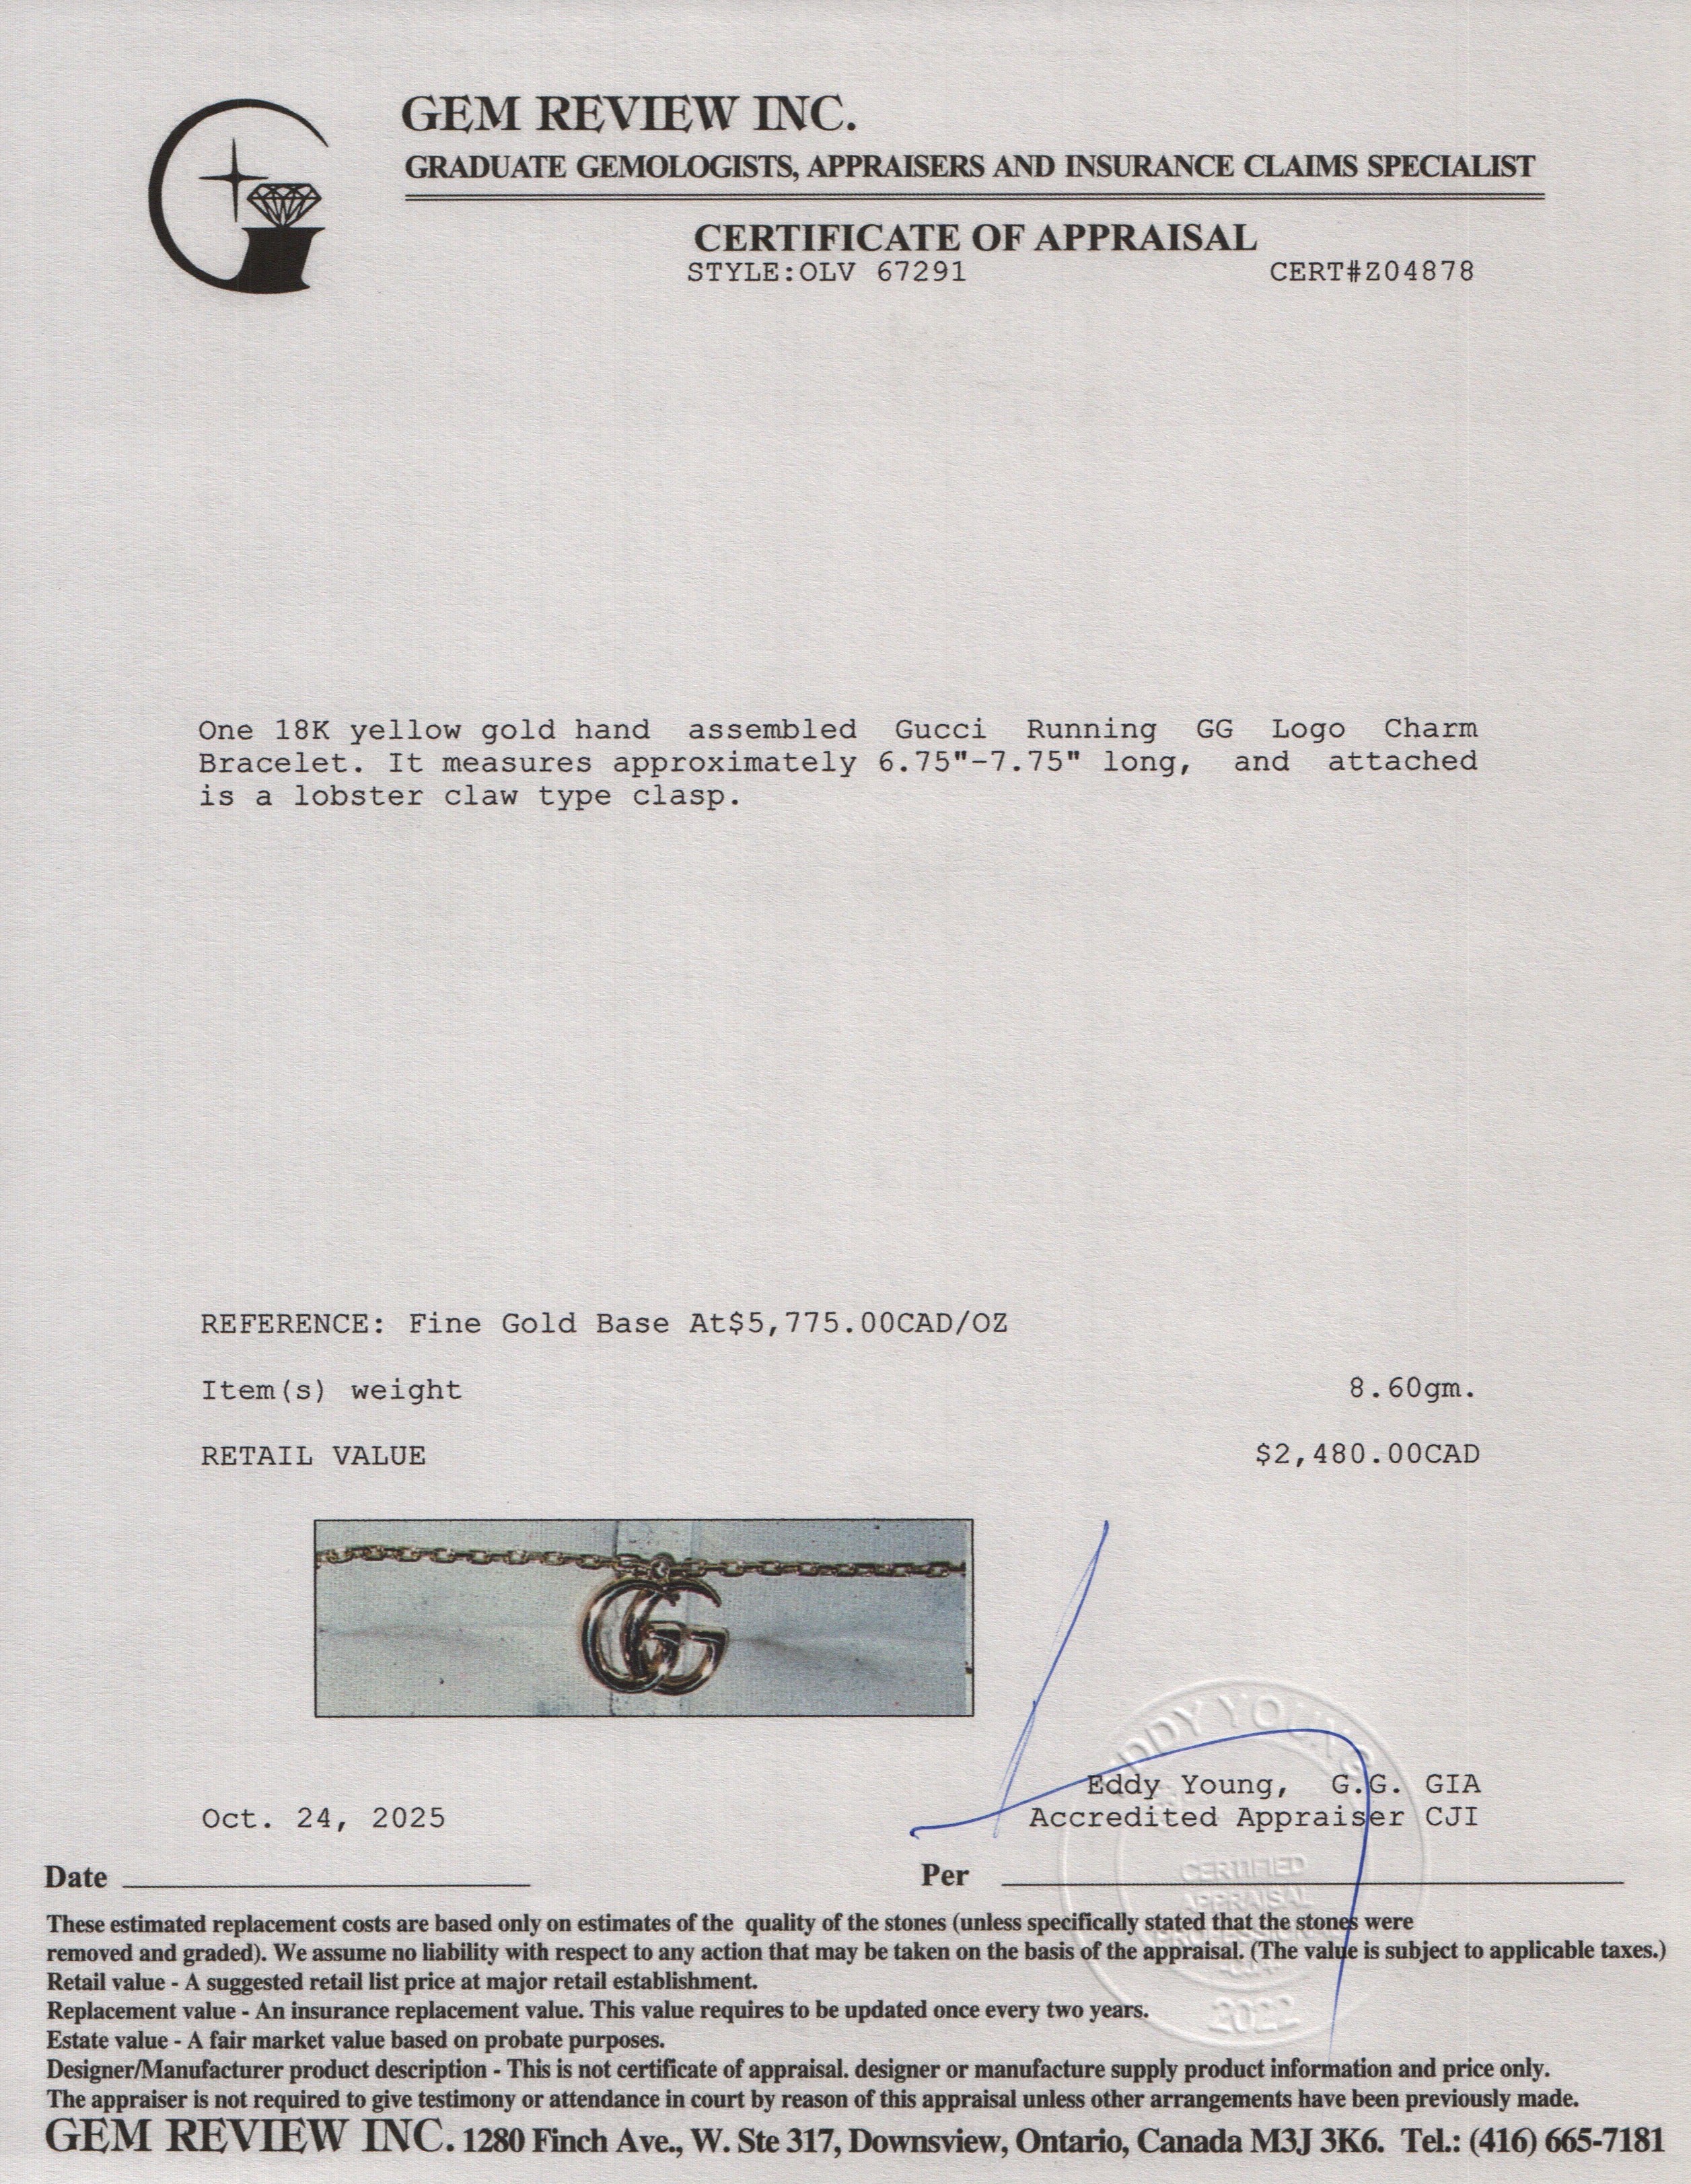 GEM REVIEW INC.
GRADUATE GEMOLOGISTS, APPRAISERS AND INSURANCE CLAIMS SPECIALIST
CERTIFICATE OF APPRAISAL
STYLE:OLV 67291 CERT#Z04878
One 18K yellow gold hand assembled Gucci Running GG Logo Charm
Bracelet. It measures approximately 6.75"-7.75" long, and attached
is a lobster claw type clasp.
REFERENCE: Fine Gold Base At$5,775.00CAD/OZ
Item(s) weight 8.60gm.
RETAIL VALUE $2,480.00CAD
GG
EDDY YOUNG
Eddy Young, G.G. GIA
Oct. 24, 2025 Accredited Appraiser CJI
Date Per
CERTIFIED
APPRAISAL
PROFESSIONAL
2022
These estimated replacement costs are based only on estimates of the quality of the stones (unless specifically stated that the stones were
removed and graded). We assume no liability with respect to any action that may be taken on the basis of the appraisal. (The value is subject to applicable taxes.)
Retail value - A suggested retail list price at major retail establishment.
Replacement value - An insurance replacement value. This value requires to be updated once every two years.
Estate value - A fair market value based on probate purposes.
Designer/Manufacturer product description - This is not certificate of appraisal. designer or manufacture supply product information and price only.
The appraiser is not required to give testimony or attendance in court by reason of this appraisal unless other arrangements have been previously made.
GEM REVIEW INC. 1280 Finch Ave., W. Ste 317, Downsview, Ontario, Canada M3J 3K6. Tel.: (416) 665-7181